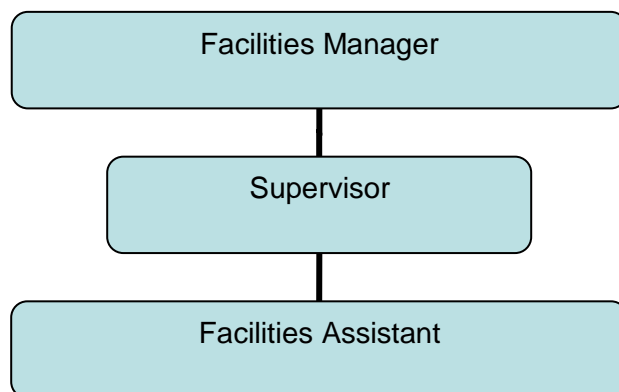 Facilities Manager
Supervisor
Facilities Assistant